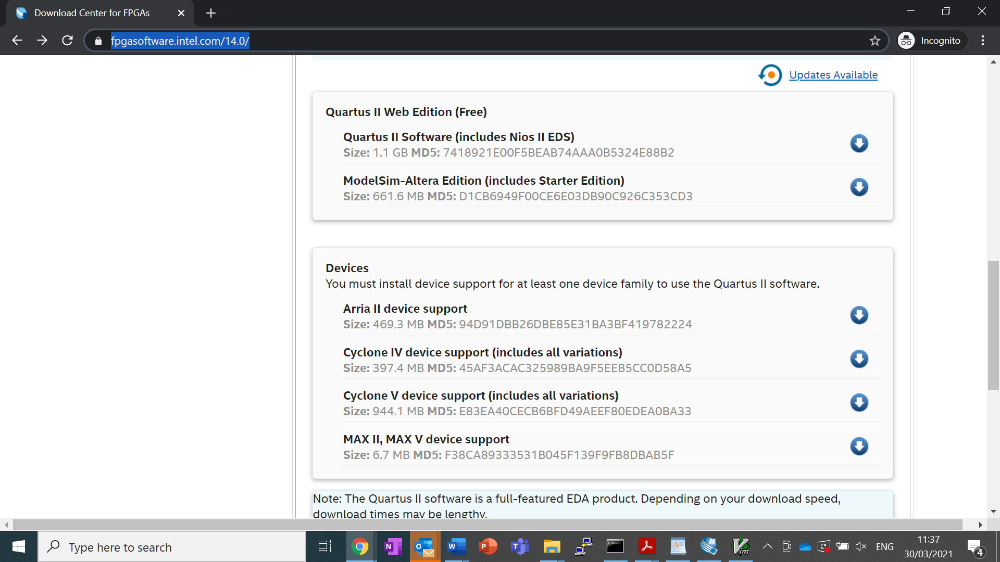 Download Center for FPGAs
fpgasoftware.intel.com/14.0/
Incognito
Updates Available
Quartus II Web Edition (Free)
Quartus II Software (includes Nios II EDS)
Size: 1.1 GB MD5: 7418921E00F5BEAB74AAA0B5324E88B2
ModelSim-Altera Edition (includes Starter Edition)
Size: 661.6 MB MD5: D1CB6949F00CE6E03DB90C926C353CD3
Devices
You must install device support for at least one device family to use the Quartus II software.
Arria II device support
Size: 469.3 MB MD5: 94D91DBB26DBE85E31BA3BF419782224
Cyclone IV device support (includes all variations)
Size: 397.4 MB MD5: 45AF3ACAC325989BA9F5EEB5CC0D58A5
Cyclone V device support (includes all variations)
Size: 944.1 MB MD5: E83EA40CECB6BFD49AEEF80EDEA0BA33
MAX II, MAX V device support
Size: 6.7 MB MD5: F38CA89333531B045F139F9FB8DBAB5F
Note: The Quartus II software is a full-featured EDA product. Depending on your download speed,
download times may be lengthy.
Type here to search
ENG
11:37
30/03/2021
4